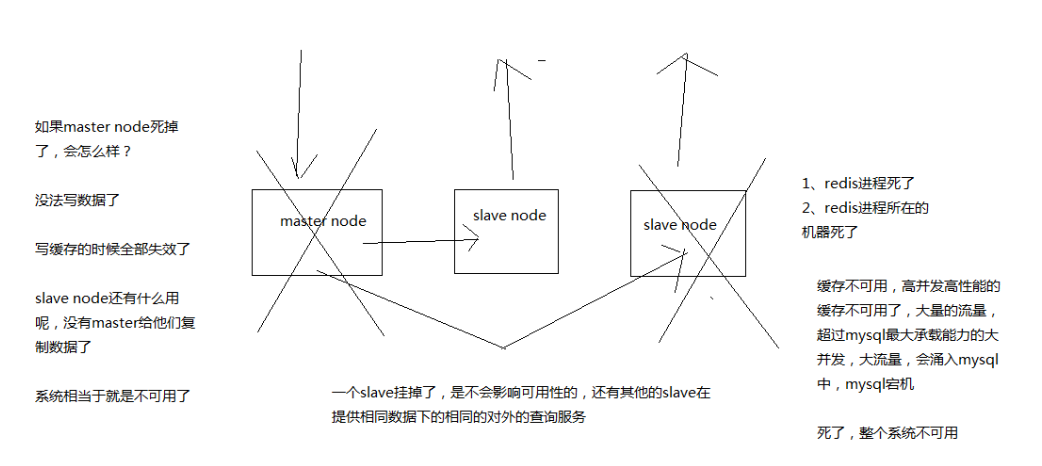 如果master node死掉
了，会怎么样？
没法写数据了
写缓存的时候全部失效了
slave node还有什么用
呢，没有master给他们复
制数据了
系统相当于就是不可用了
master node
slave node
slave node
一个slave挂掉了，是不会影响可用性的，还有其他的slave在
提供相同数据下的相同的对外的查询服务
1、redis进程死了
2、redis进程所在的
机器死了
缓存不可用，高并发高性能的
缓存不可用了，大量的流量，
超过mysql最大承载能力的大
并发，大流量，会涌入mysql
中，mysql宕机
死了，整个系统不可用